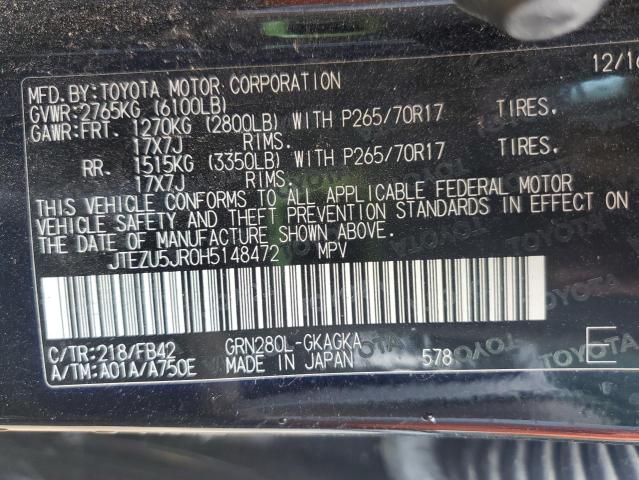 MFD.BY:TOYOTA MOTOR CORPORATION 12/16
GVWR:2765KG (6100LB)
GAWR:FRT. 1270KG (2800LB) WITH P265/70R17 TIRES.
17X7J RIMS.
RR. 1515KG (3350LB) WITH P265/70R17 TIRES.
17X7J RIMS.
THIS VEHICLE CONFORMS TO ALL APPLICABLE FEDERAL MOTOR
VEHICLE SAFETY AND THEFT PREVENTION STANDARDS IN EFFECT ON
THE DATE OF MANUFACTURE SHOWN ABOVE.
JTEZU5JR0H5148472 MPV
C/TR:218/FB42 GRN280L-GKAGKA
A/TM:A01A/A750E MADE IN JAPAN 578 E